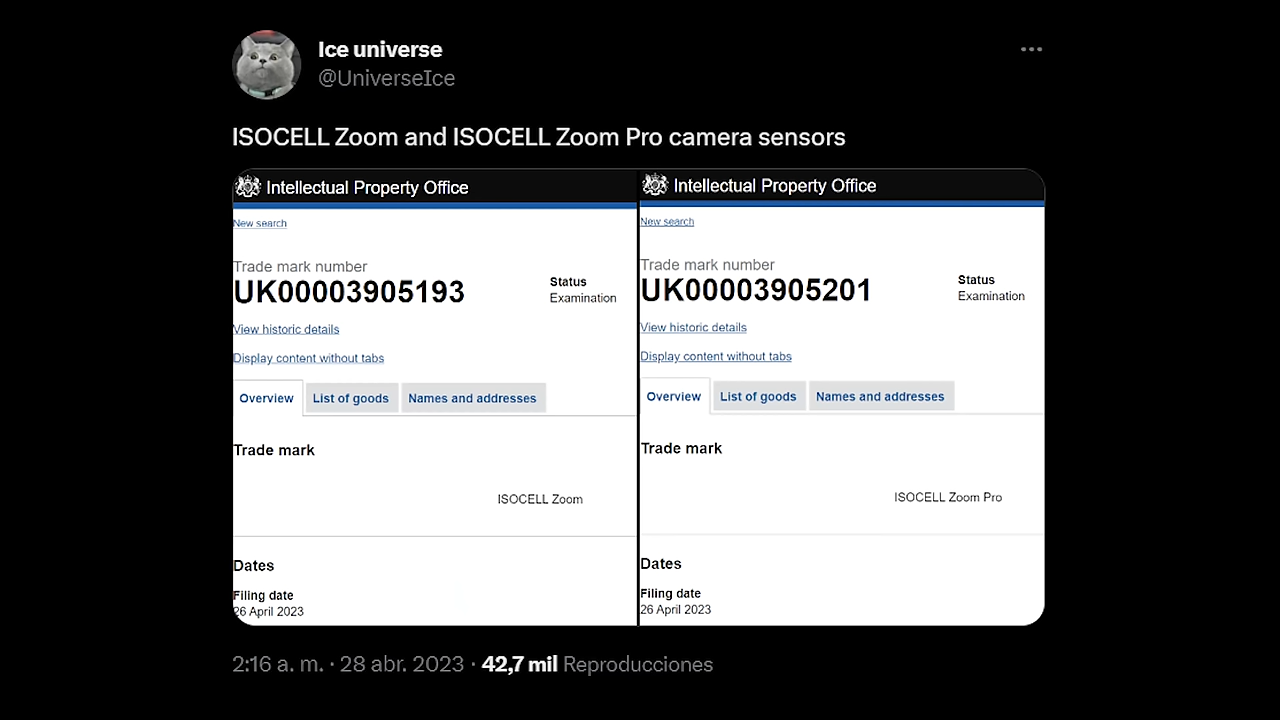 Ice universe
@UniverseIce
ISOCELL Zoom and ISOCELL Zoom Pro camera sensors
Intellectual Property Office
New search
Trade mark number
UK00003905193
Status
Examination
View historic details
Display content without tabs
Overview
List of goods
Names and addresses
Trade mark
ISOCELL Zoom
Dates
Filing date
26 April 2023
Intellectual Property Office
New search
Trade mark number
UK00003905201
Status
Examination
View historic details
Display content without tabs
Overview
List of goods
Names and addresses
Trade mark
ISOCELL Zoom Pro
Dates
Filing date
26 April 2023
2:16 a. m. · 28 abr. 2023 · 42,7 mil Reproducciones